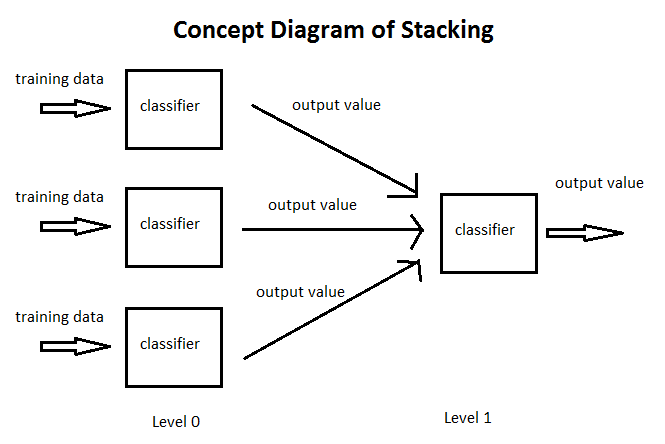 Concept Diagram of Stacking
training data
classifier
output value
training data
classifier
output value
output value
classifier
output value
training data
classifier
Level 0
Level 1